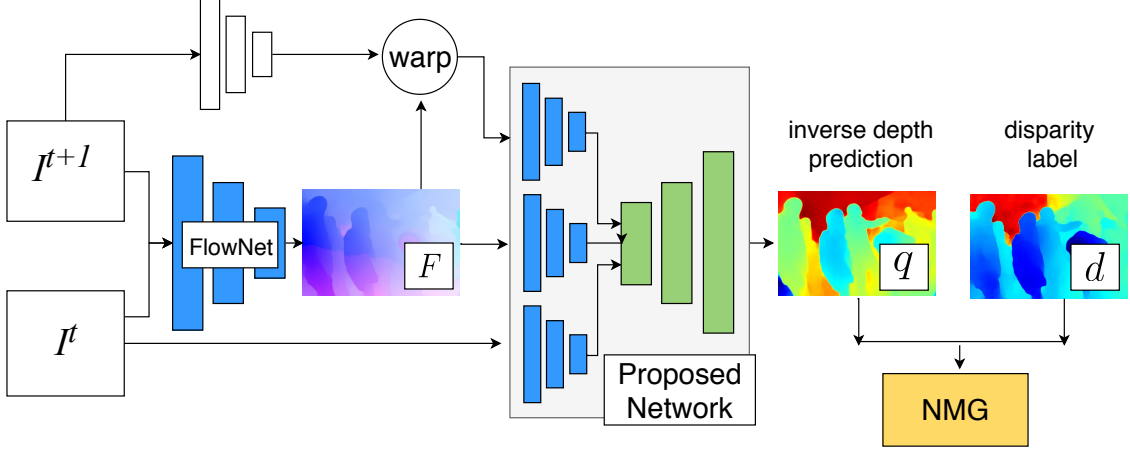 warp
I^{t+1}
FlowNet
F
I^t
Proposed
Network
inverse depth
prediction
disparity
label
q
d
NMG